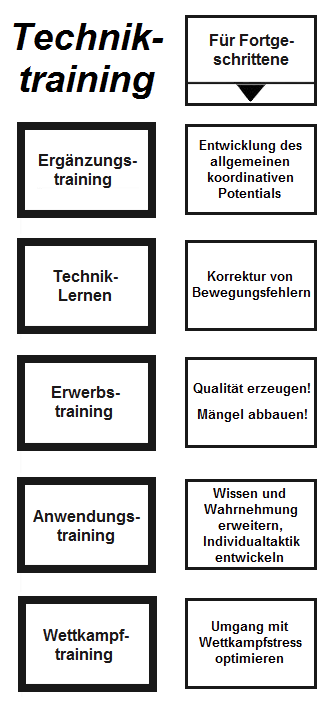 Technik-
training
Für Fortge-
schrittene
Ergänzungs-
training
Entwicklung des
allgemeinen
koordinativen
Potentials
Technik-
Lernen
Korrektur von
Bewegungsfehlern
Erwerbs-
training
Qualität erzeugen!
Mängel abbauen!
Anwendungs-
training
Wissen und
Wahrnehmung
erweitern,
Individualtaktik
entwickeln
Wettkampf-
training
Umgang mit
Wettkampfstress
optimieren